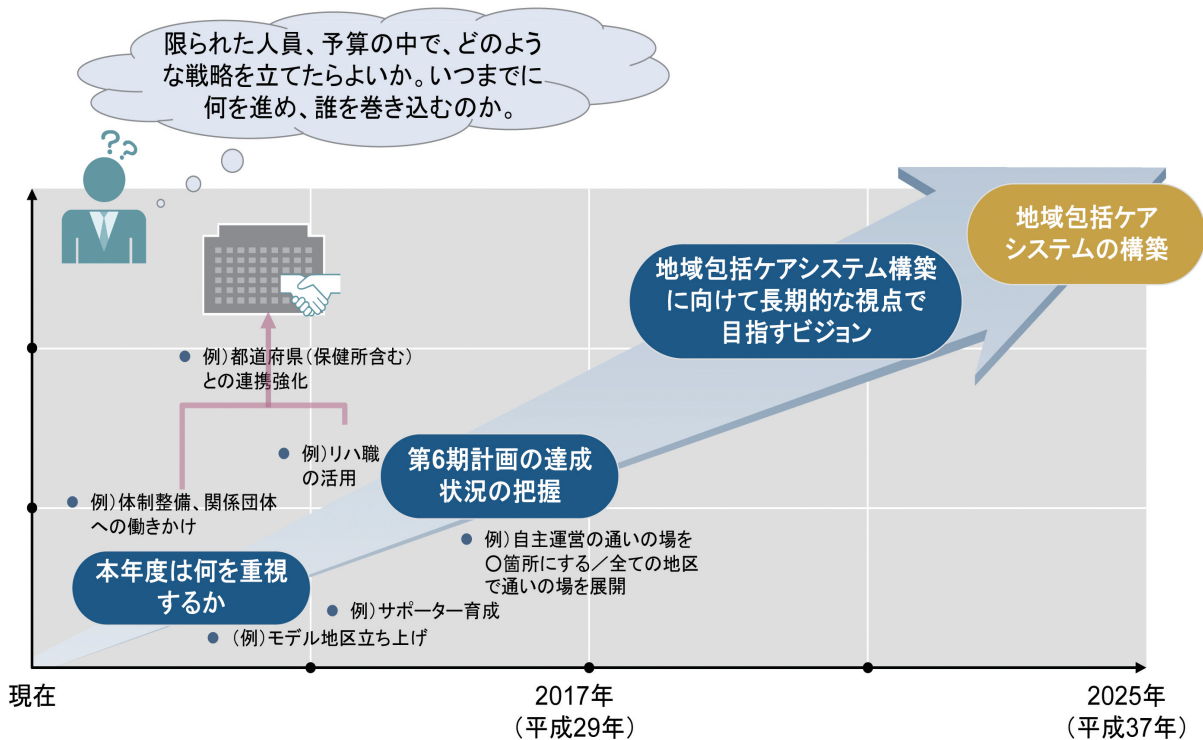 限られた人員、予算の中で、どのよう
な戦略を立てたらよいか。いつまでに
何を進め、誰を巻き込むのか。
??
地域包括ケア
システムの構築
地域包括ケアシステム構築
に向けて長期的な視点で
目指すビジョン
例）都道府県（保健所含む）
との連携強化
例）リハ職
の活用
第6期計画の達成
状況の把握
例）体制整備、関係団体
への働きかけ
例）自主運営の通いの場を
〇箇所にする／全ての地区
で通いの場を展開
本年度は何を重視
するか
例）サポーター育成
（例）モデル地区立ち上げ
現在
2017年
（平成29年）
2025年
（平成37年）